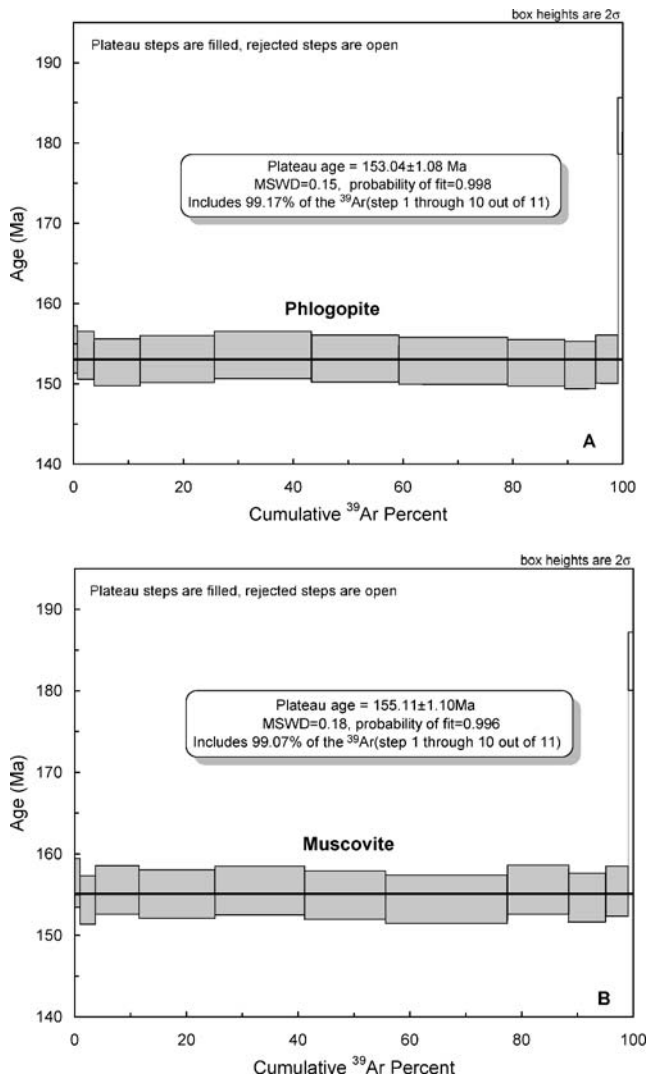 box heights are 2σ
Plateau steps are filled, rejected steps are open
190
180
170
160
150
140
Age (Ma)
Plateau age = 153.04±1.08 Ma
MSWD=0.15, probability of fit=0.998
Includes 99.17% of the ³⁹Ar(step 1 through 10 out of 11)
Phlogopite
A
0 20 40 60 80 100
Cumulative ³⁹Ar Percent
box heights are 2σ
Plateau steps are filled, rejected steps are open
190
180
170
160
150
140
Age (Ma)
Plateau age = 155.11±1.10Ma
MSWD=0.18, probability of fit=0.996
Includes 99.07% of the ³⁹Ar(step 1 through 10 out of 11)
Muscovite
B
0 20 40 60 80 100
Cumulative ³⁹Ar Percent